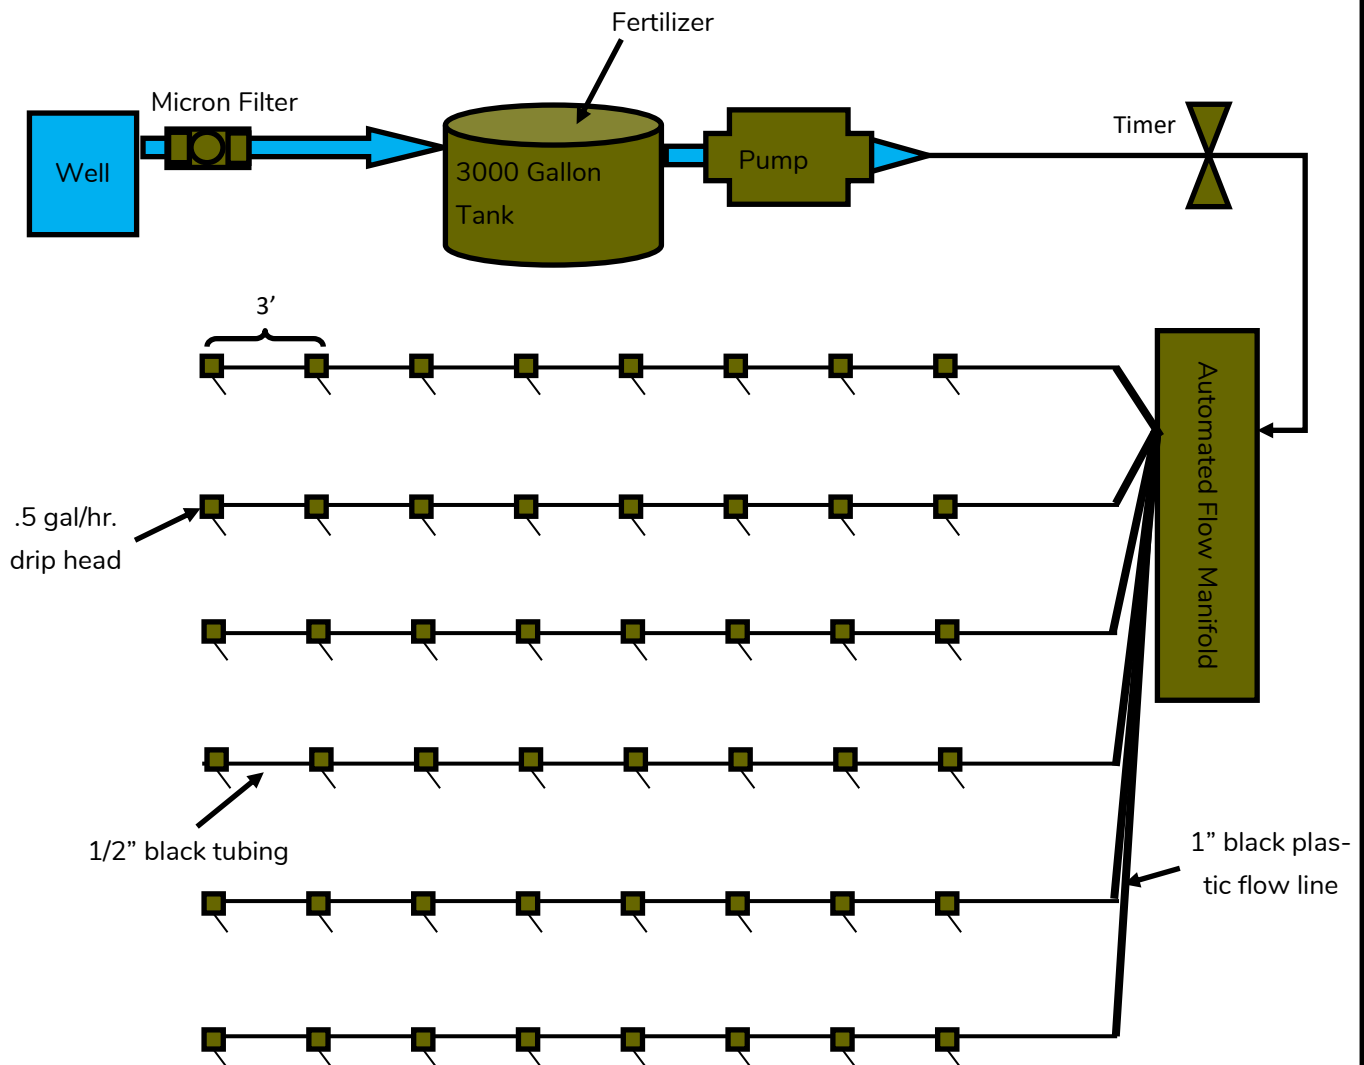 Fertilizer
Micron Filter
Timer
Well
3000 Gallon
Tank
Pump
3’
Automated Flow Manifold
.5 gal/hr.
drip head
1/2” black tubing
1” black plas-
tic flow line